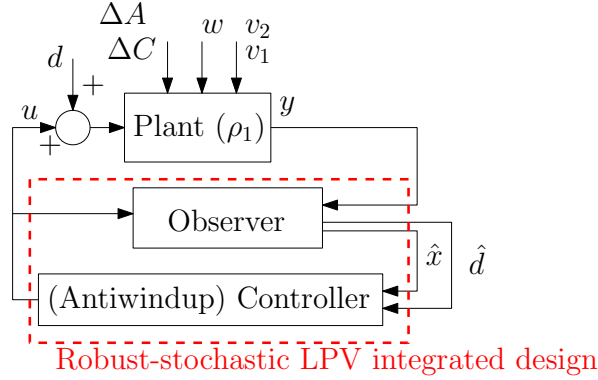 ΔA
ΔC
w
v₂
v₁
d
+
u
+
Plant (ρ₁)
y
Observer
x̂
d̂
(Antiwindup) Controller
Robust-stochastic LPV integrated design